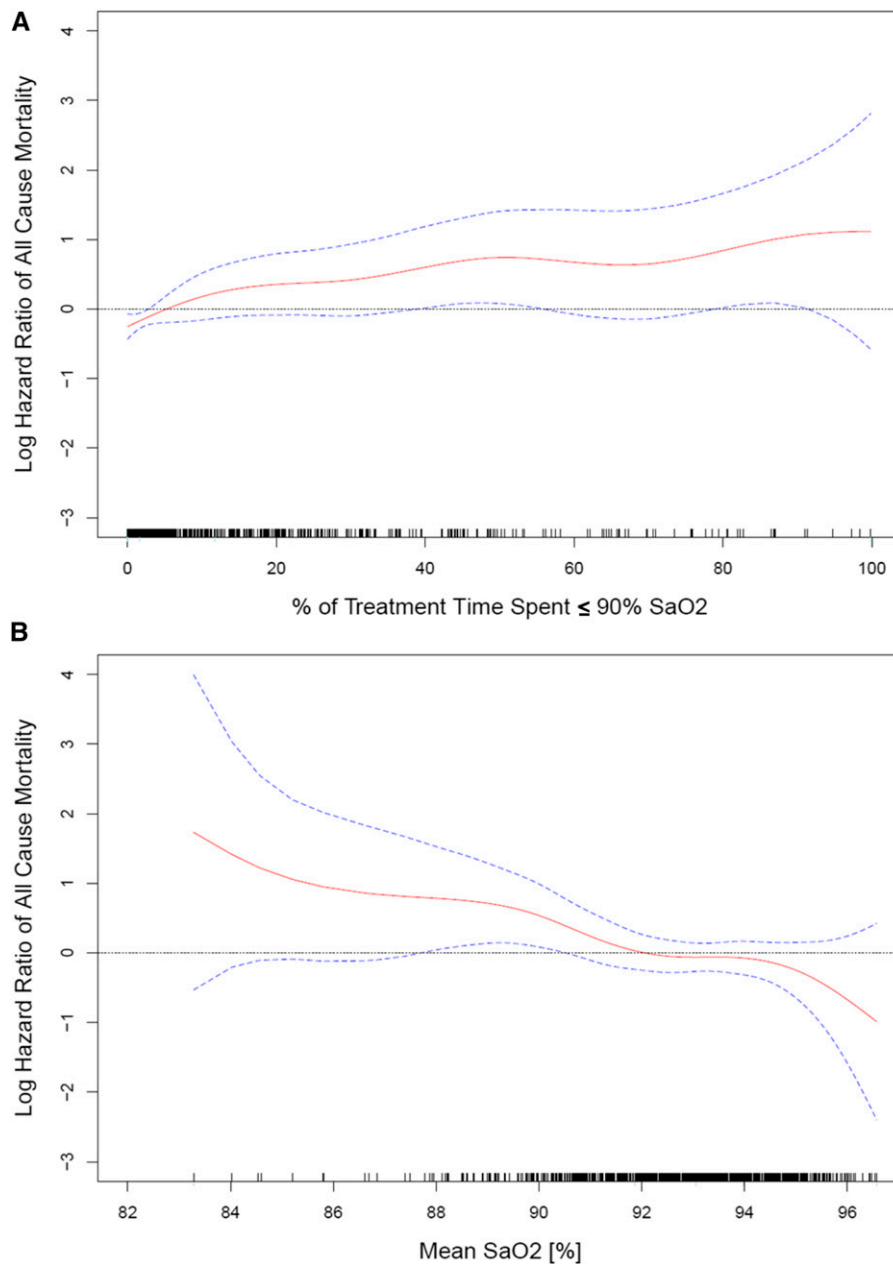 A
Log Hazard Ratio of All Cause Mortality
4
3
2
1
0
−1
−2
−3
0 20 40 60 80 100
% of Treatment Time Spent ≤ 90% SaO2
B
Log Hazard Ratio of All Cause Mortality
4
3
2
1
0
−1
−2
−3
82 84 86 88 90 92 94 96
Mean SaO2 [%]